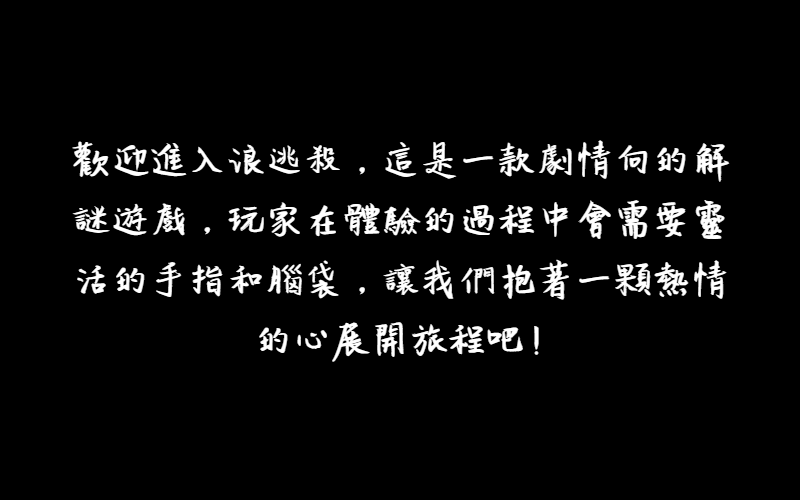 歡迎進入浪逃殺，這是一款劇情向的解
謎遊戲，玩家在體驗的過程中會需要靈
活的手指和腦袋，讓我們抱著一顆熱情
的心展開旅程吧！